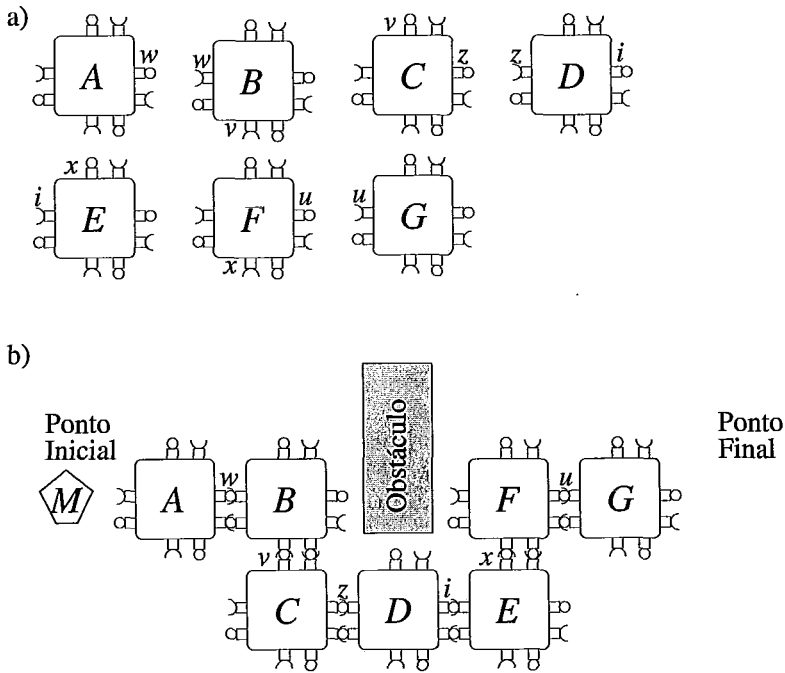 a)
v v
w w z z i
A B C D
v
x
i u u
E F G
x
b)
Ponto Inicial
Obstáculo
Ponto Final
w u
M A B F G
v x
z i
C D E